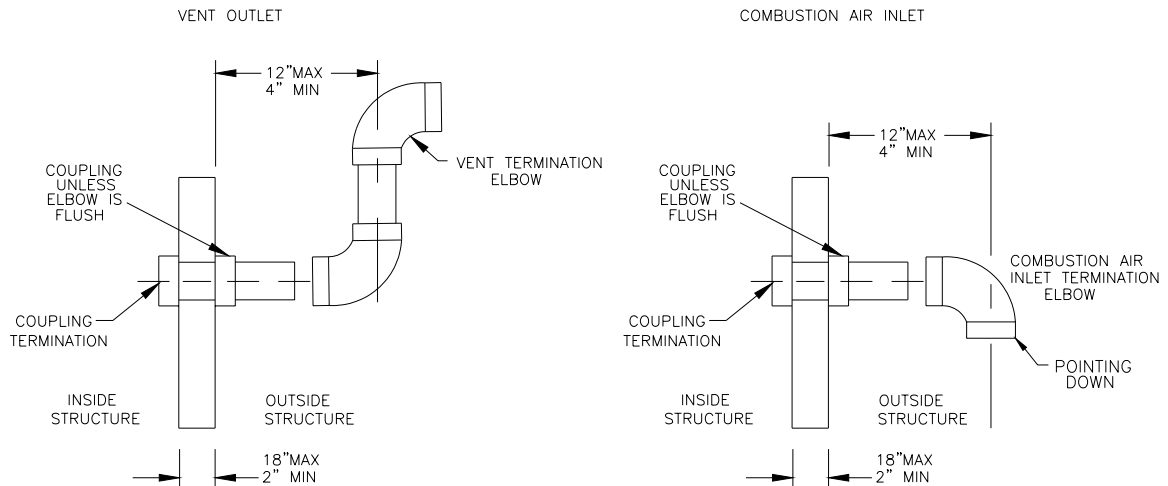 VENT OUTLET
12"MAX
4" MIN
COUPLING
UNLESS
ELBOW IS
FLUSH
VENT TERMINATION
ELBOW
COUPLING
TERMINATION
INSIDE
STRUCTURE
OUTSIDE
STRUCTURE
18"MAX
2" MIN
COMBUSTION AIR INLET
12"MAX
4" MIN
COUPLING
UNLESS
ELBOW IS
FLUSH
COMBUSTION AIR
INLET TERMINATION
ELBOW
COUPLING
TERMINATION
POINTING
DOWN
INSIDE
STRUCTURE
OUTSIDE
STRUCTURE
18"MAX
2" MIN